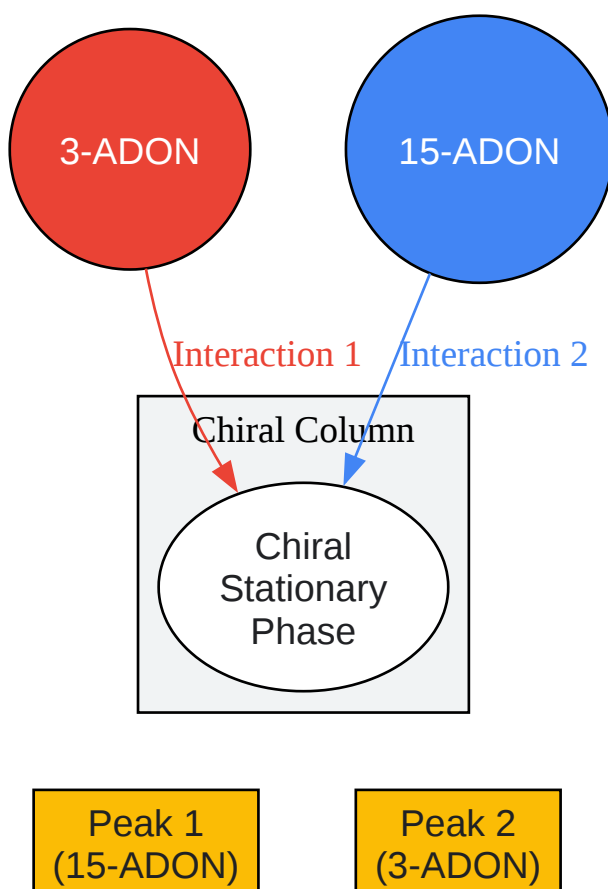 3-ADON
15-ADON
Interaction 1
Interaction 2
Chiral Column
Chiral
Stationary
Phase
Peak 1
(15-ADON)
Peak 2
(3-ADON)